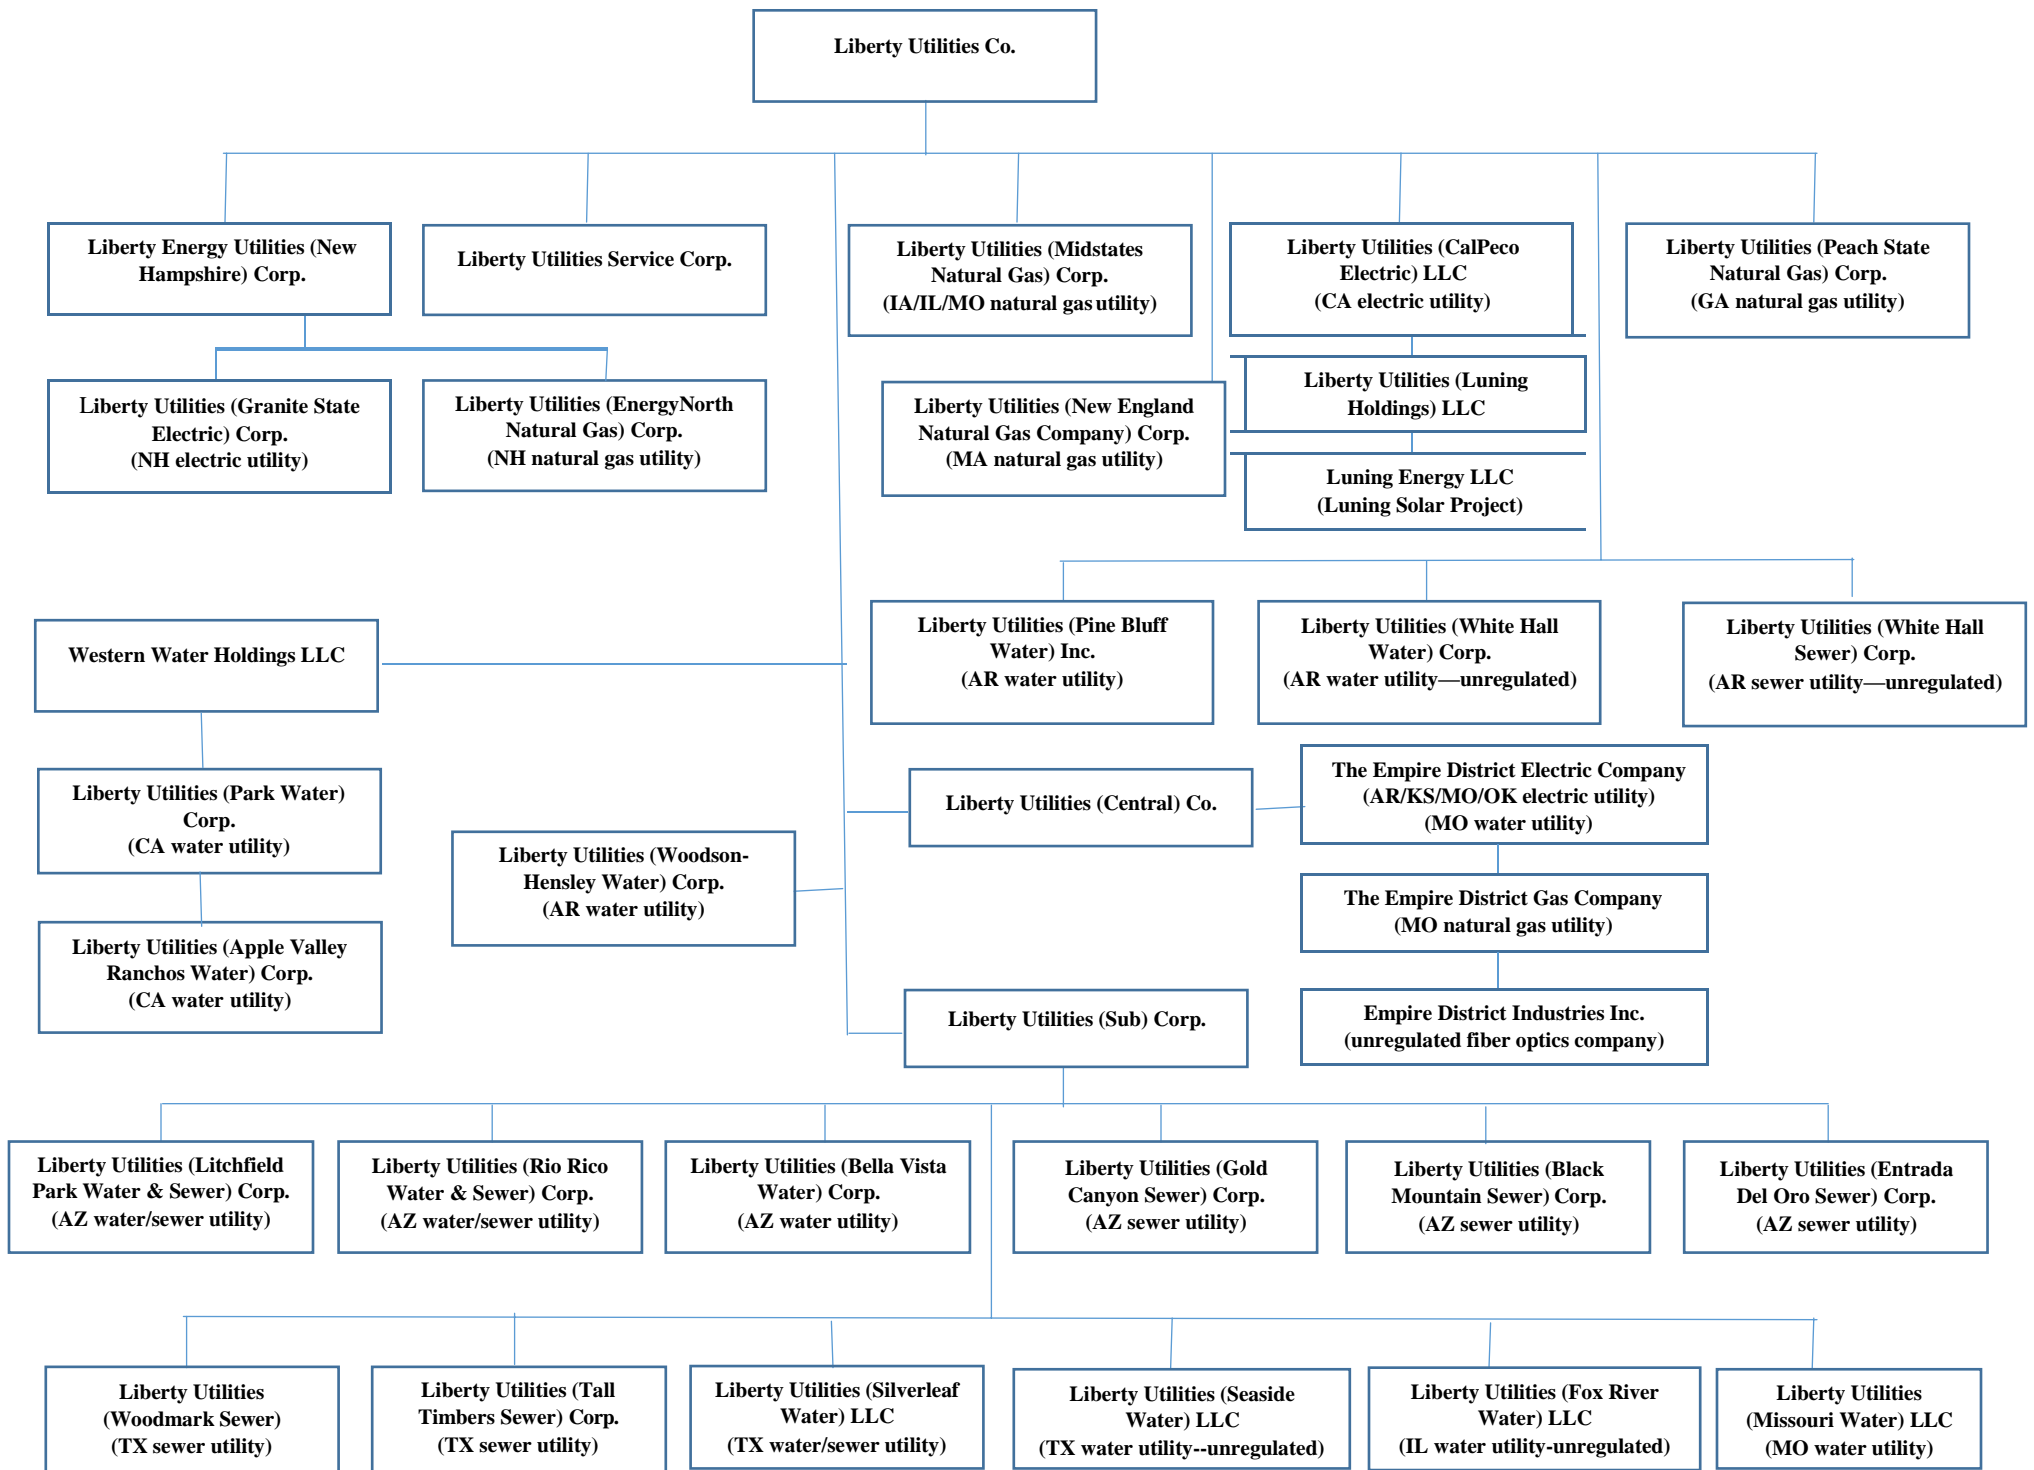 Liberty Utilities Co.
Liberty Energy Utilities (New
Hampshire) Corp.
Liberty Utilities Service Corp.
Liberty Utilities (Midstates
Natural Gas) Corp.
(IA/IL/MO natural gas utility)
Liberty Utilities (CalPeco
Electric) LLC
(CA electric utility)
Liberty Utilities (Peach State
Natural Gas) Corp.
(GA natural gas utility)
Liberty Utilities (Granite State
Electric) Corp.
(NH electric utility)
Liberty Utilities (EnergyNorth
Natural Gas) Corp.
(NH natural gas utility)
Liberty Utilities (New England
Natural Gas Company) Corp.
(MA natural gas utility)
Liberty Utilities (Luning
Holdings) LLC
Luning Energy LLC
(Luning Solar Project)
Liberty Utilities (Pine Bluff
Water) Inc.
(AR water utility)
Liberty Utilities (White Hall
Water) Corp.
(AR water utility—unregulated)
Liberty Utilities (White Hall
Sewer) Corp.
(AR sewer utility—unregulated)
Western Water Holdings LLC
Liberty Utilities (Park Water)
Corp.
(CA water utility)
Liberty Utilities (Apple Valley
Ranchos Water) Corp.
(CA water utility)
Liberty Utilities (Woodson-
Hensley Water) Corp.
(AR water utility)
Liberty Utilities (Central) Co.
The Empire District Electric Company
(AR/KS/MO/OK electric utility)
(MO water utility)
The Empire District Gas Company
(MO natural gas utility)
Empire District Industries Inc.
(unregulated fiber optics company)
Liberty Utilities (Sub) Corp.
Liberty Utilities (Litchfield
Park Water & Sewer) Corp.
(AZ water/sewer utility)
Liberty Utilities (Rio Rico
Water & Sewer) Corp.
(AZ water/sewer utility)
Liberty Utilities (Bella Vista
Water) Corp.
(AZ water utility)
Liberty Utilities (Gold
Canyon Sewer) Corp.
(AZ sewer utility)
Liberty Utilities (Black
Mountain Sewer) Corp.
(AZ sewer utility)
Liberty Utilities (Entrada
Del Oro Sewer) Corp.
(AZ sewer utility)
Liberty Utilities
(Woodmark Sewer)
(TX sewer utility)
Liberty Utilities (Tall
Timbers Sewer) Corp.
(TX sewer utility)
Liberty Utilities (Silverleaf
Water) LLC
(TX water/sewer utility)
Liberty Utilities (Seaside
Water) LLC
(TX water utility--unregulated)
Liberty Utilities (Fox River
Water) LLC
(IL water utility-unregulated)
Liberty Utilities
(Missouri Water) LLC
(MO water utility)